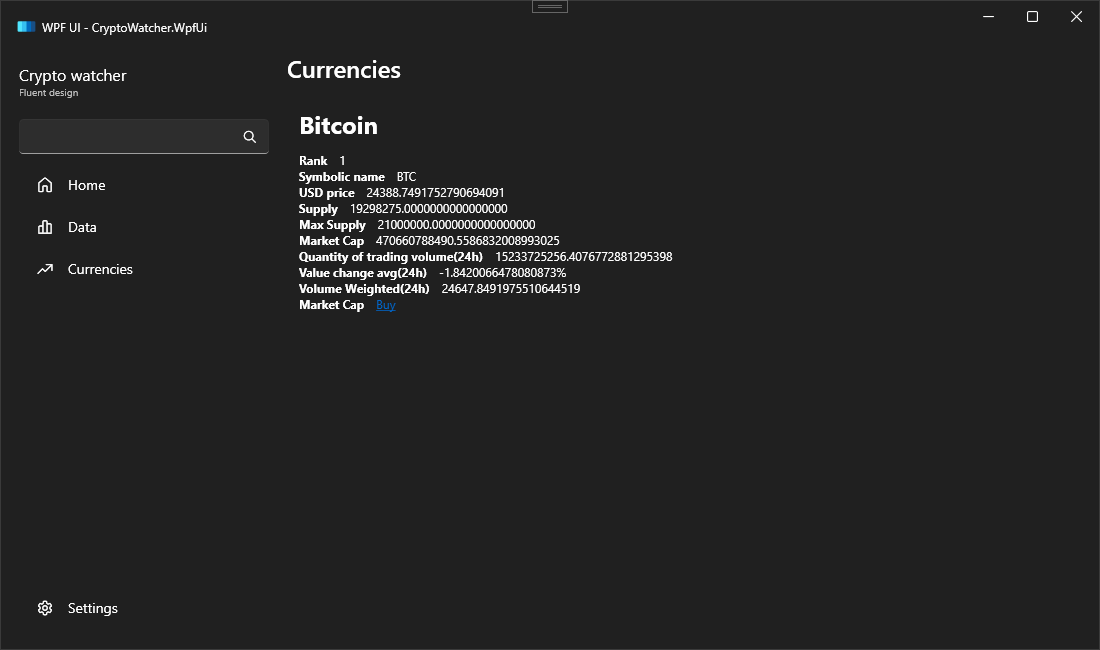 WPF UI - CryptoWatcher.WpfUi
Crypto watcher
Fluent design
Home
Data
Currencies
Settings
Currencies
Bitcoin
Rank 1
Symbolic name BTC
USD price 24388.7491752790694091
Supply 19298275.0000000000000000
Max Supply 21000000.0000000000000000
Market Cap 470660788490.5586832008993025
Quantity of trading volume(24h) 15233725256.4076772881295398
Value change avg(24h) -1.8420066478080873%
Volume Weighted(24h) 24647.8491975510644519
Market Cap Buy